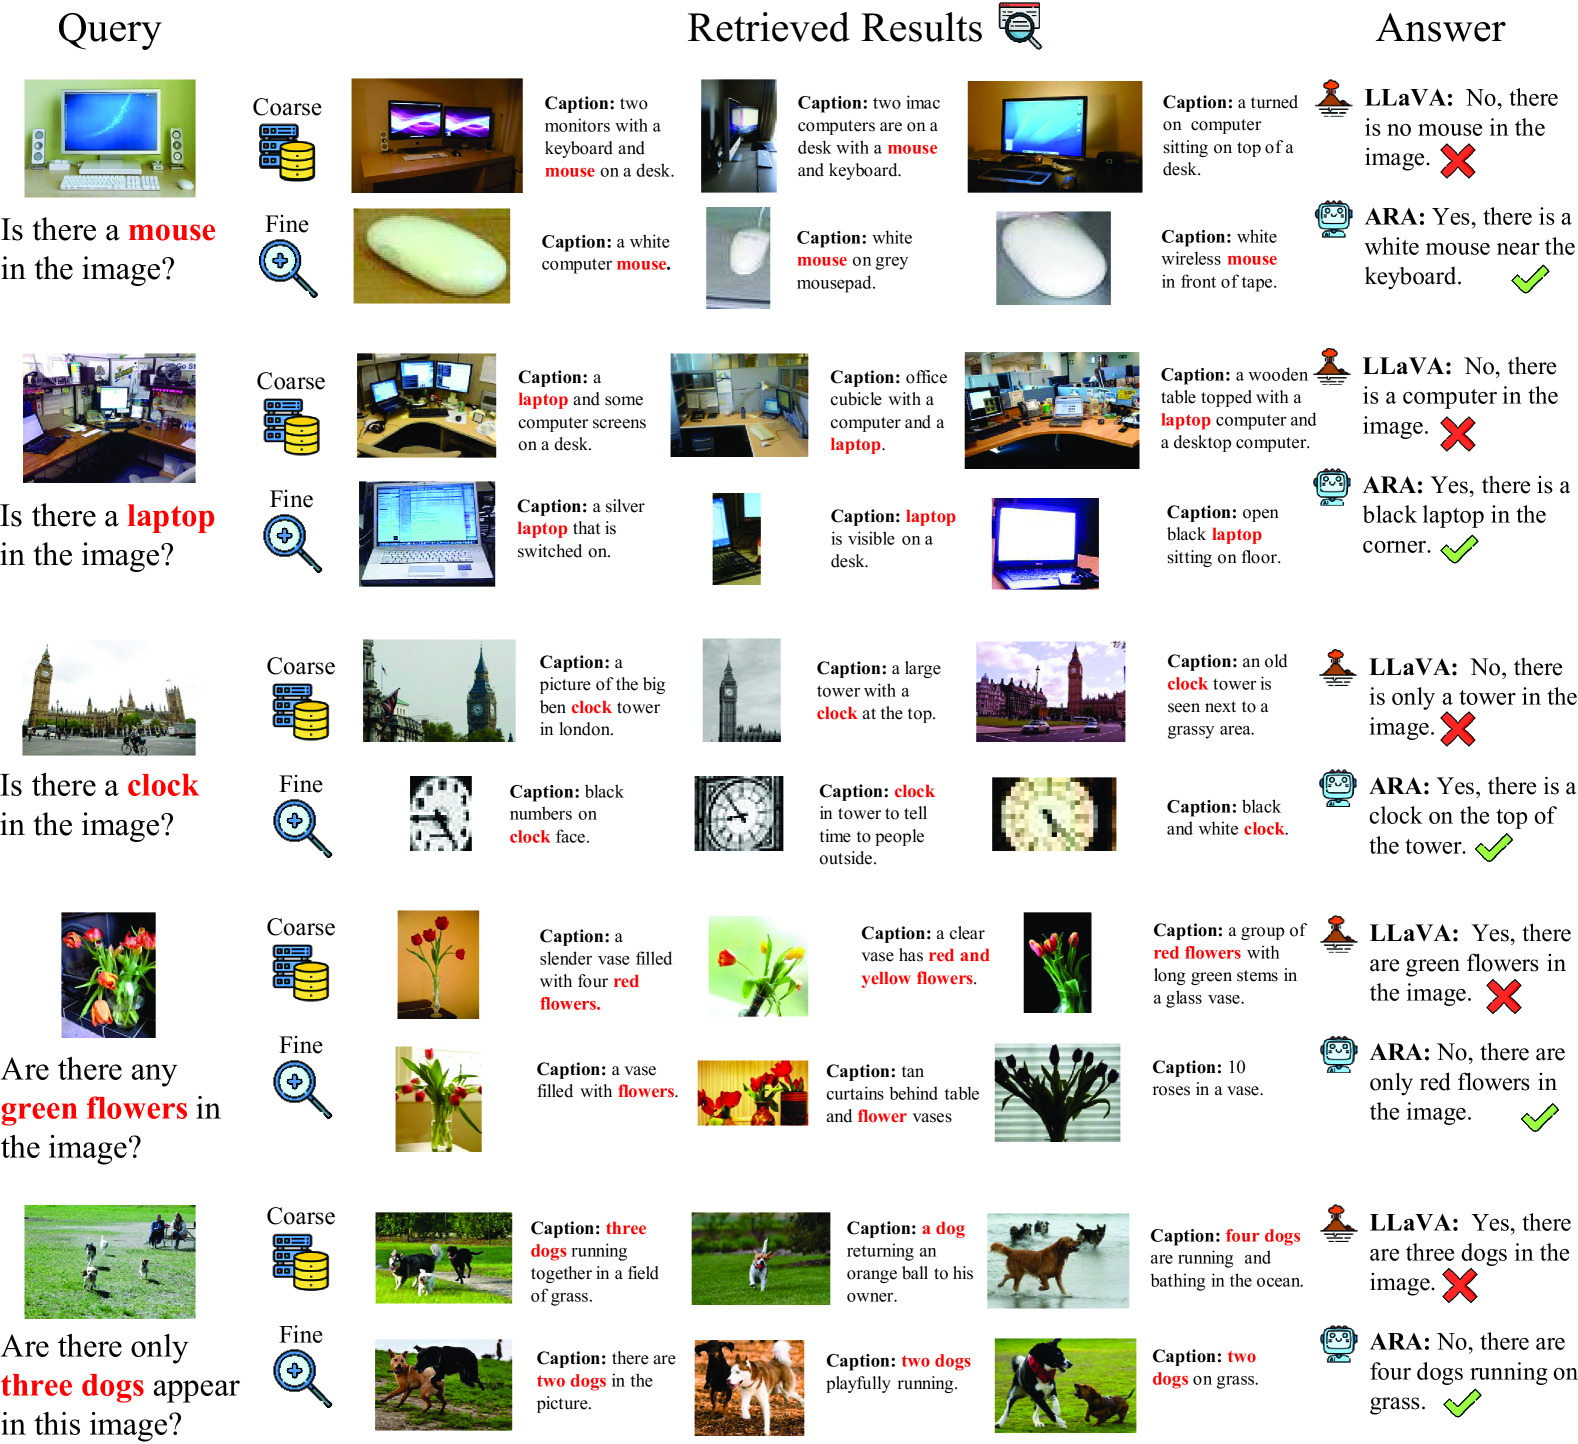 Query
Retrieved Results
Answer
Is there a mouse
in the image?
Coarse
Caption: two
monitors with a
keyboard and
mouse on a desk.
Caption: two imac
computers are on a
desk with a mouse
and keyboard.
Caption: a turned
on computer
sitting on top of a
desk.
LLaVA: No, there
is no mouse in the
image.
Fine
Caption: a white
computer mouse.
Caption: white
mouse on grey
mousepad.
Caption: white
wireless mouse
in front of tape.
ARA: Yes, there is a
white mouse near the
keyboard.
Is there a laptop
in the image?
Coarse
Caption: a
laptop and some
computer screens
on a desk.
Caption: office
cubicle with a
computer and a
laptop.
Caption: a wooden
table topped with a
laptop computer and
a desktop computer.
LLaVA: No, there
is a computer in the
image.
Fine
Caption: a silver
laptop that is
switched on.
Caption: laptop
is visible on a
desk.
Caption: open
black laptop
sitting on floor.
ARA: Yes, there is a
black laptop in the
corner.
Is there a clock
in the image?
Coarse
Caption: a
picture of the big
ben clock tower
in london.
Caption: a large
tower with a
clock at the top.
Caption: an old
clock tower is
seen next to a
grassy area.
LLaVA: No, there
is only a tower in the
image.
Fine
Caption: black
numbers on
clock face.
Caption: clock
in tower to tell
time to people
outside.
Caption: black
and white clock.
ARA: Yes, there is a
clock on the top of
the tower.
Are there any
green flowers in
the image?
Coarse
Caption: a
slender vase filled
with four red
flowers.
Caption: a clear
vase has red and
yellow flowers.
Caption: a group of
red flowers with
long green stems in
a glass vase.
LLaVA: Yes, there
are green flowers in
the image.
Fine
Caption: a vase
filled with flowers.
Caption: tan
curtains behind table
and flower vases
Caption: 10
roses in a vase.
ARA: No, there are
only red flowers in
the image.
Are there only
three dogs appear
in this image?
Coarse
Caption: three
dogs running
together in a field
of grass.
Caption: a dog
returning an
orange ball to his
owner.
Caption: four dogs
are running and
bathing in the ocean.
LLaVA: Yes, there
are three dogs in the
image.
Fine
Caption: there are
two dogs in the
picture.
Caption: two dogs
playfully running.
Caption: two
dogs on grass.
ARA: No, there are
four dogs running on
grass.